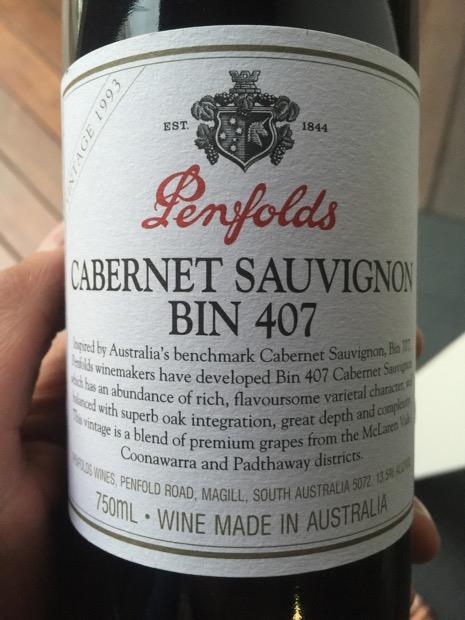 VINTAGE 1993
EST. 1844
Penfolds
CABERNET SAUVIGNON
BIN 407
Inspired by Australia's benchmark Cabernet Sauvignon, Bin 707,
Penfolds winemakers have developed Bin 407 Cabernet Sauvignon
which has an abundance of rich, flavoursome varietal character,
balanced with superb oak integration, great depth and complexity.
This vintage is a blend of premium grapes from the McLaren Vale,
Coonawarra and Padthaway districts.
PENFOLDS WINES, PENFOLD ROAD, MAGILL, SOUTH AUSTRALIA 5072. 13.5%
750mL • WINE MADE IN AUSTRALIA